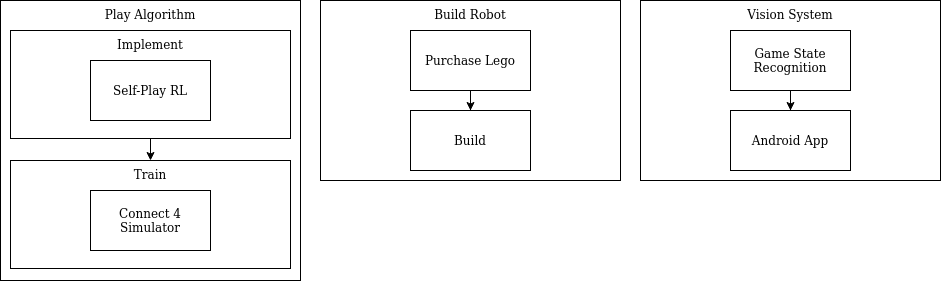 Play Algorithm
Implement
Self-Play RL
Train
Connect 4
Simulator
Build Robot
Purchase Lego
Build
Vision System
Game State
Recognition
Android App